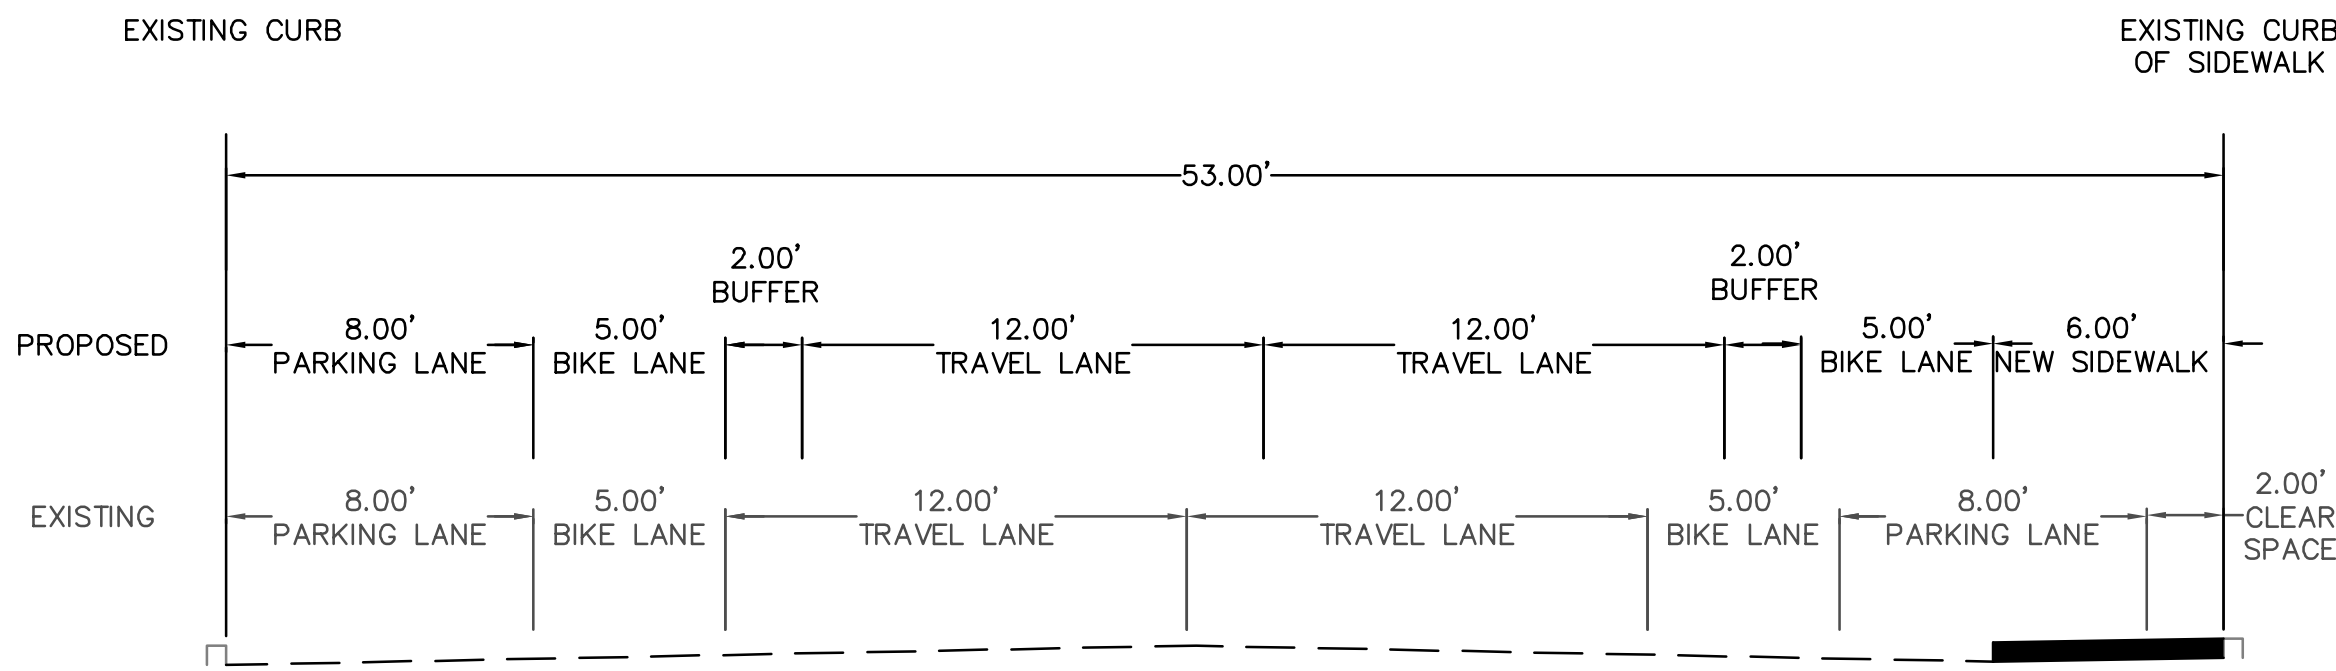 EXISTING CURB
EXISTING CURB
OF SIDEWALK
53.00'
2.00'
BUFFER
2.00'
BUFFER
PROPOSED
8.00'
PARKING LANE
5.00'
BIKE LANE
12.00'
TRAVEL LANE
12.00'
TRAVEL LANE
5.00'
BIKE LANE
6.00'
NEW SIDEWALK
EXISTING
8.00'
PARKING LANE
5.00'
BIKE LANE
12.00'
TRAVEL LANE
12.00'
TRAVEL LANE
5.00'
BIKE LANE
8.00'
PARKING LANE
2.00'
CLEAR
SPACE